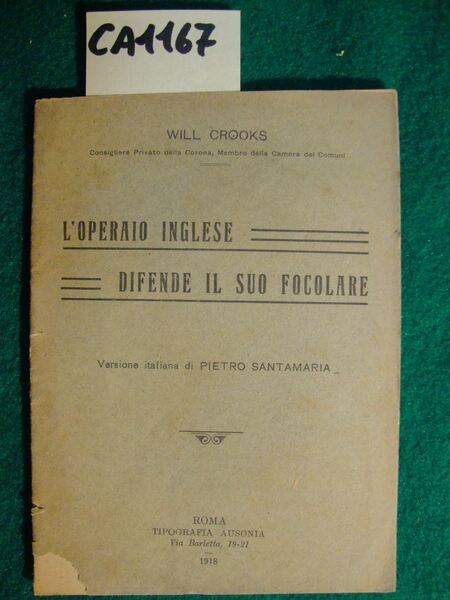 CA1167
WILL CROOKS
Consigliere Privato della Corona, Membro della Camera dei Comuni
L'OPERAIO INGLESE
DIFENDE IL SUO FOCOLARE
Versione italiana di PIETRO SANTAMARIA
ROMA
TIPOGRAFIA AUSONIA
Via Barletta, 19-21
1918